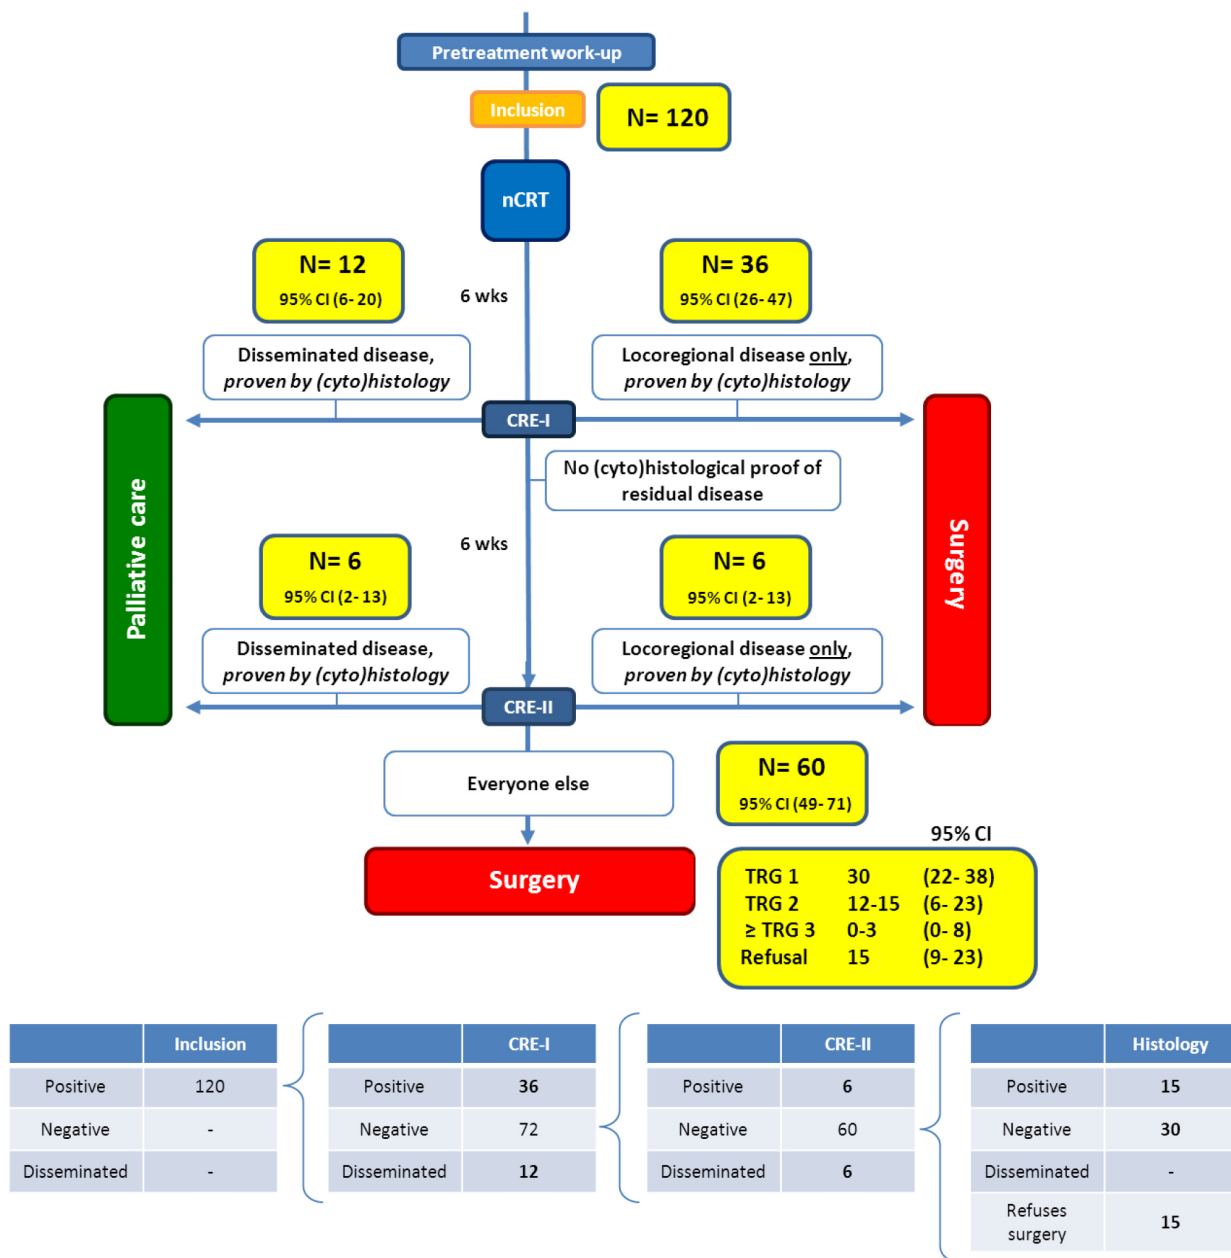 Pretreatment work-up
Inclusion
N= 120
nCRT
N= 12
95% CI (6- 20)
6 wks
N= 36
95% CI (26- 47)
Disseminated disease,
proven by (cyto)histology
Locoregional disease only,
proven by (cyto)histology
CRE-I
No (cyto)histological proof of
residual disease
Palliative care
Surgery
6 wks
N= 6
95% CI (2- 13)
N= 6
95% CI (2- 13)
Disseminated disease,
proven by (cyto)histology
Locoregional disease only,
proven by (cyto)histology
CRE-II
Everyone else
N= 60
95% CI (49- 71)
Surgery
95% CI
TRG 1 30 (22- 38)
TRG 2 12-15 (6- 23)
≥ TRG 3 0-3 (0- 8)
Refusal 15 (9- 23)
Inclusion
Positive 120
Negative -
Disseminated -
CRE-I
Positive 36
Negative 72
Disseminated 12
CRE-II
Positive 6
Negative 60
Disseminated 6
Histology
Positive 15
Negative 30
Disseminated -
Refuses
surgery 15